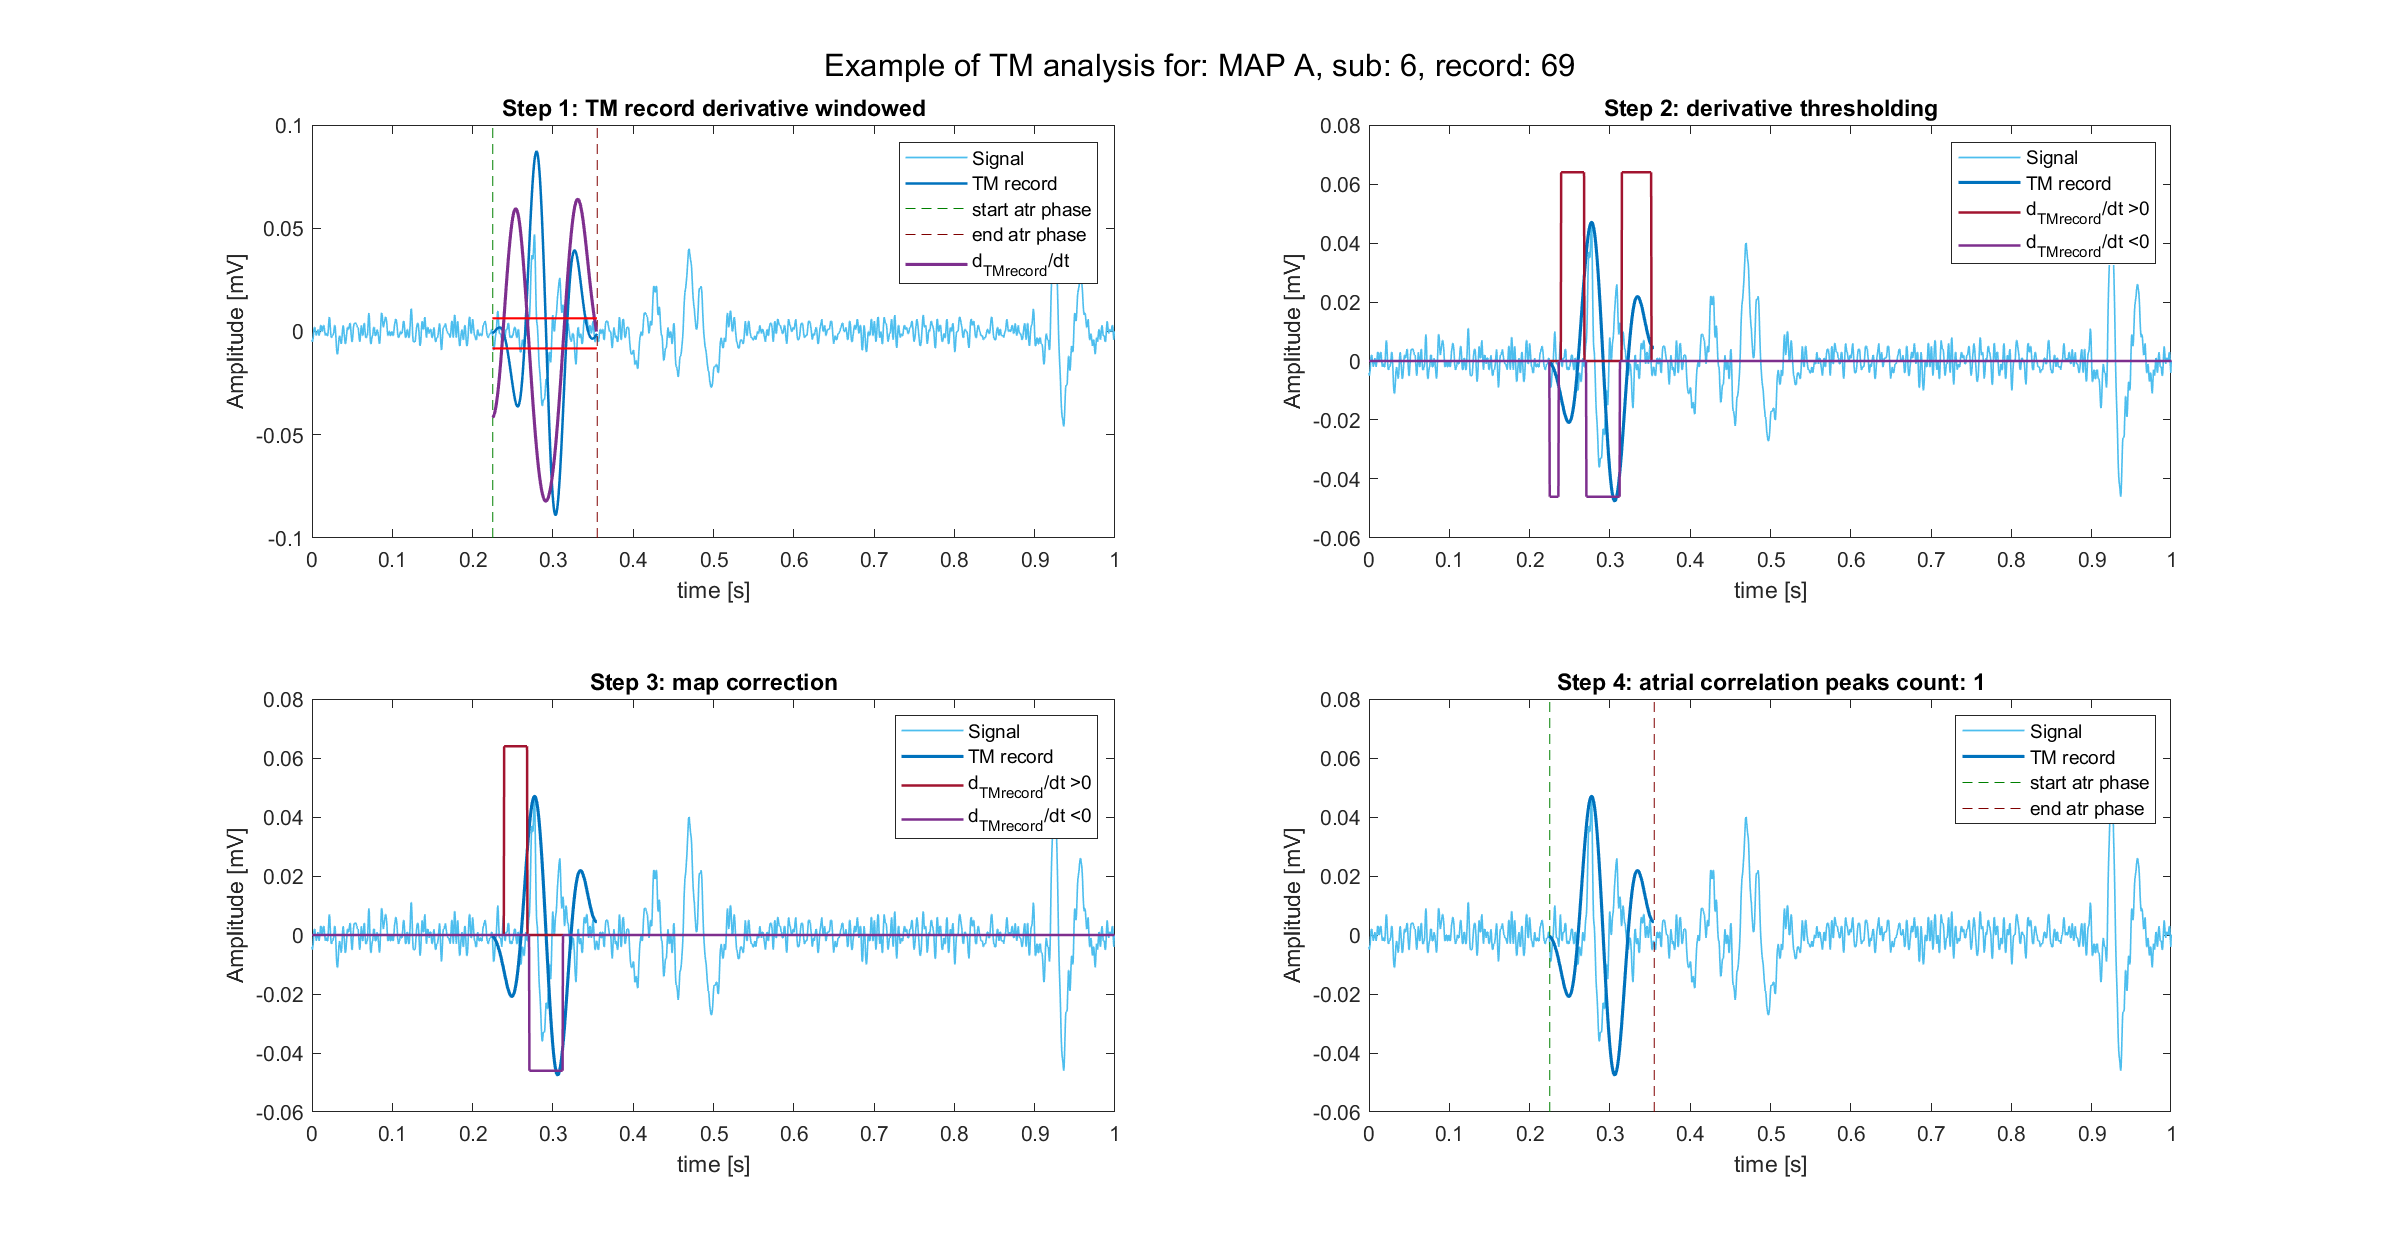 Example of TM analysis for: MAP A, sub: 6, record: 69
Step 1: TM record derivative windowed
0.1
0.05
0
-0.05
-0.1
Amplitude [mV]
0 0.1 0.2 0.3 0.4 0.5 0.6 0.7 0.8 0.9 1
time [s]
Signal
TM record
start atr phase
end atr phase
dTMrecord/dt
Step 2: derivative thresholding
0.08
0.06
0.04
0.02
0
-0.02
-0.04
-0.06
Amplitude [mV]
0 0.1 0.2 0.3 0.4 0.5 0.6 0.7 0.8 0.9 1
time [s]
Signal
TM record
dTMrecord/dt >0
dTMrecord/dt <0
Step 3: map correction
0.08
0.06
0.04
0.02
0
-0.02
-0.04
-0.06
Amplitude [mV]
0 0.1 0.2 0.3 0.4 0.5 0.6 0.7 0.8 0.9 1
time [s]
Signal
TM record
dTMrecord/dt >0
dTMrecord/dt <0
Step 4: atrial correlation peaks count: 1
0.08
0.06
0.04
0.02
0
-0.02
-0.04
-0.06
Amplitude [mV]
0 0.1 0.2 0.3 0.4 0.5 0.6 0.7 0.8 0.9 1
time [s]
Signal
TM record
start atr phase
end atr phase